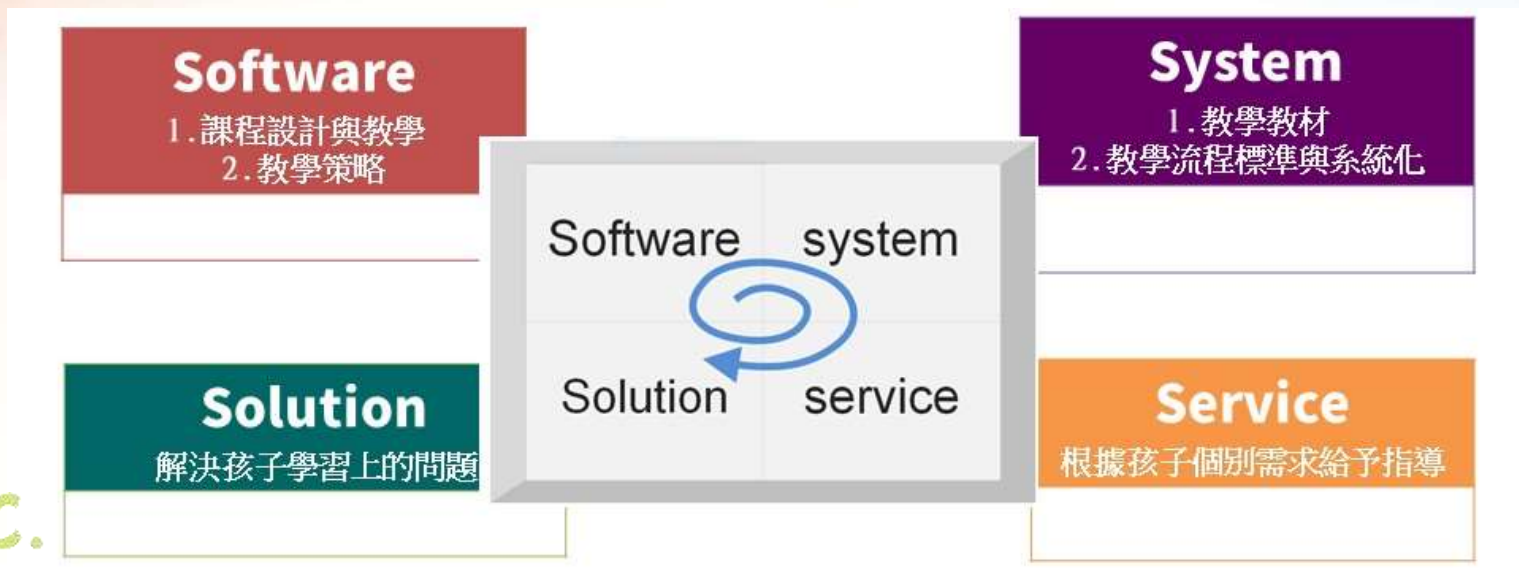 Software
1.課程設計與教學
2.教學策略
System
1.教學教材
2.教學流程標準與系統化
Software system
Solution service
Solution
解決孩子學習上的問題
Service
根據孩子個別需求給予指導
c.